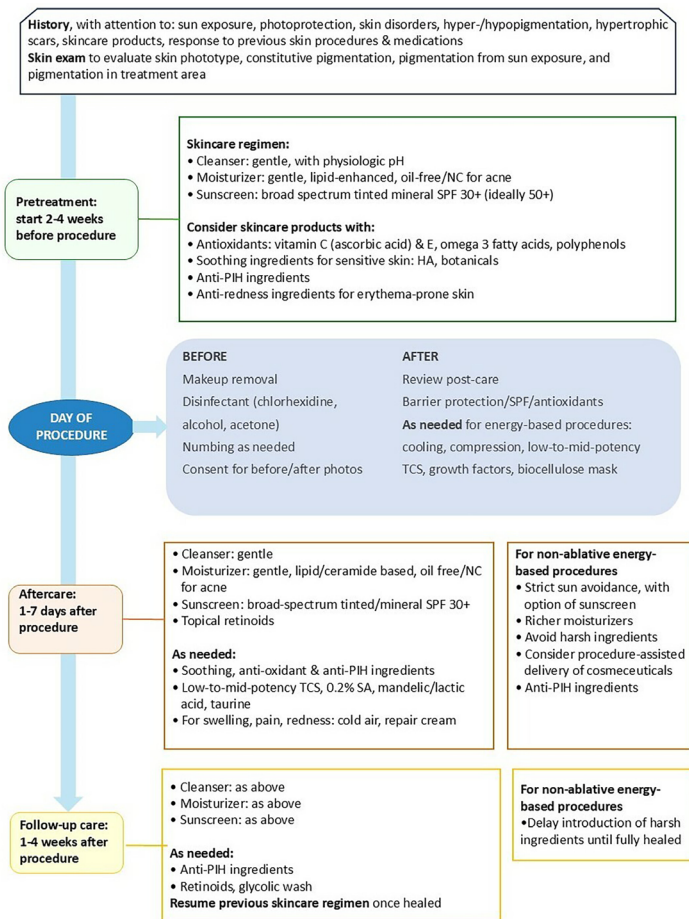 History, with attention to: sun exposure, photoprotection, skin disorders, hyper-/hypopigmentation, hypertrophic
scars, skincare products, response to previous skin procedures & medications
Skin exam to evaluate skin phototype, constitutive pigmentation, pigmentation from sun exposure, and
pigmentation in treatment area
Pretreatment:
start 2-4 weeks
before procedure
Skincare regimen:
• Cleanser: gentle, with physiologic pH
• Moisturizer: gentle, lipid-enhanced, oil-free/NC for acne
• Sunscreen: broad spectrum tinted mineral SPF 30+ (ideally 50+)
Consider skincare products with:
• Antioxidants: vitamin C (ascorbic acid) & E, omega 3 fatty acids, polyphenols
• Soothing ingredients for sensitive skin: HA, botanicals
• Anti-PIH ingredients
• Anti-redness ingredients for erythema-prone skin
DAY OF
PROCEDURE
BEFORE
Makeup removal
Disinfectant (chlorhexidine,
alcohol, acetone)
Numbing as needed
Consent for before/after photos
AFTER
Review post-care
Barrier protection/SPF/antioxidants
As needed for energy-based procedures:
cooling, compression, low-to-mid-potency
TCS, growth factors, biocellulose mask
Aftercare:
1-7 days after
procedure
• Cleanser: gentle
• Moisturizer: gentle, lipid/ceramide based, oil free/NC
for acne
• Sunscreen: broad-spectrum tinted/mineral SPF 30+
• Topical retinoids
As needed:
• Soothing, anti-oxidant & anti-PIH ingredients
• Low-to-mid-potency TCS, 0.2% SA, mandelic/lactic
acid, taurine
• For swelling, pain, redness: cold air, repair cream
For non-ablative energy-
based procedures
• Strict sun avoidance, with
option of sunscreen
• Richer moisturizers
• Avoid harsh ingredients
• Consider procedure-assisted
delivery of cosmeceuticals
• Anti-PIH ingredients
Follow-up care:
1-4 weeks after
procedure
• Cleanser: as above
• Moisturizer: as above
• Sunscreen: as above
As needed:
• Anti-PIH ingredients
• Retinoids, glycolic wash
Resume previous skincare regimen once healed
For non-ablative energy-
based procedures
•Delay introduction of harsh
ingredients until fully healed